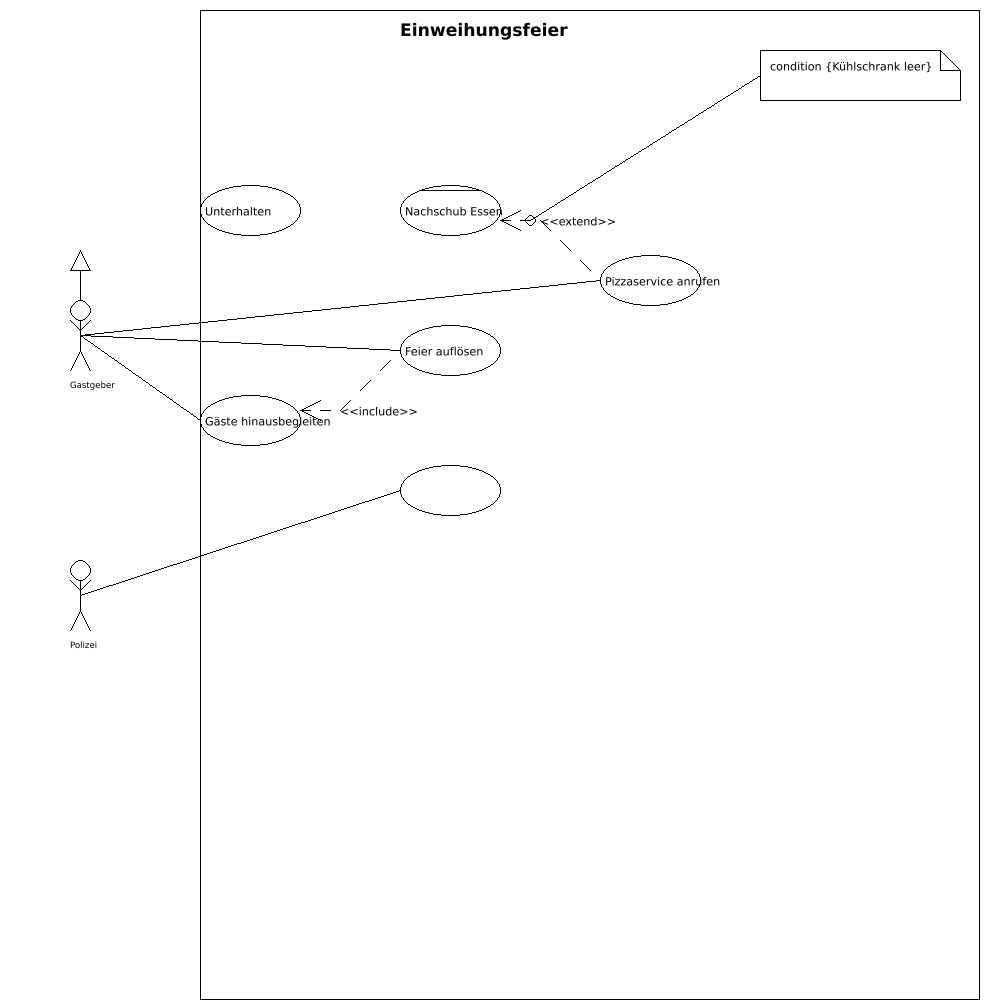 Einweihungsfeier
condition {Kühlschrank leer}
Unterhalten
Nachschub Essen
<<extend>>
Pizzaservice anrufen
Feier auflösen
Gastgeber
<<include>>
Gäste hinausbegleiten
Polizei